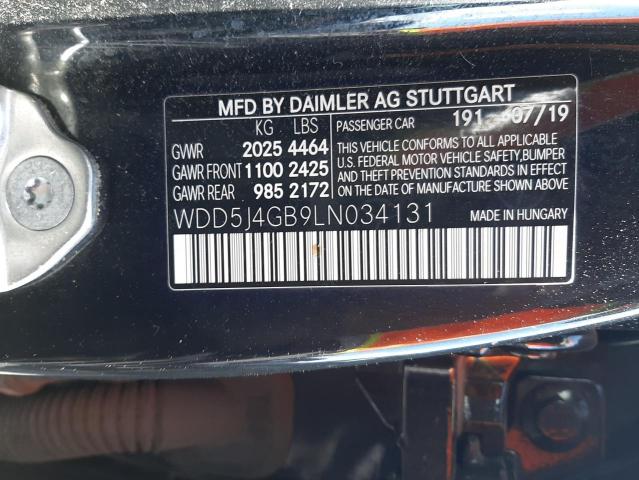 MFD BY DAIMLER AG STUTTGART
KG LBS
GVWR 2025 4464
GAWR FRONT 1100 2425
GAWR REAR 985 2172
PASSENGER CAR 191 07/19
THIS VEHICLE CONFORMS TO ALL APPLICABLE
U.S. FEDERAL MOTOR VEHICLE SAFETY, BUMPER
AND THEFT PREVENTION STANDARDS IN EFFECT
ON THE DATE OF MANUFACTURE SHOWN ABOVE.
WDD5J4GB9LN034131 MADE IN HUNGARY